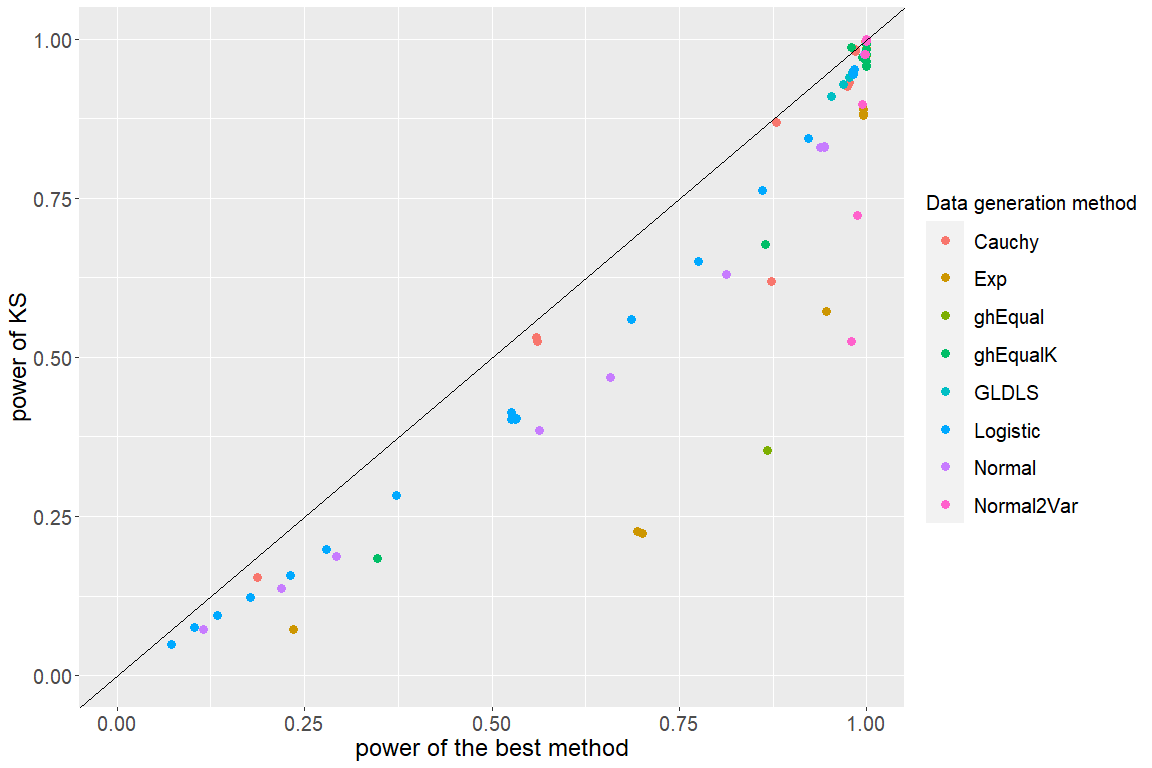 1.00
0.75
0.50
0.25
0.00
power of KS
0.00 0.25 0.50 0.75 1.00
power of the best method
Data generation method
Cauchy
Exp
ghEqual
ghEqualK
GLDLS
Logistic
Normal
Normal2Var